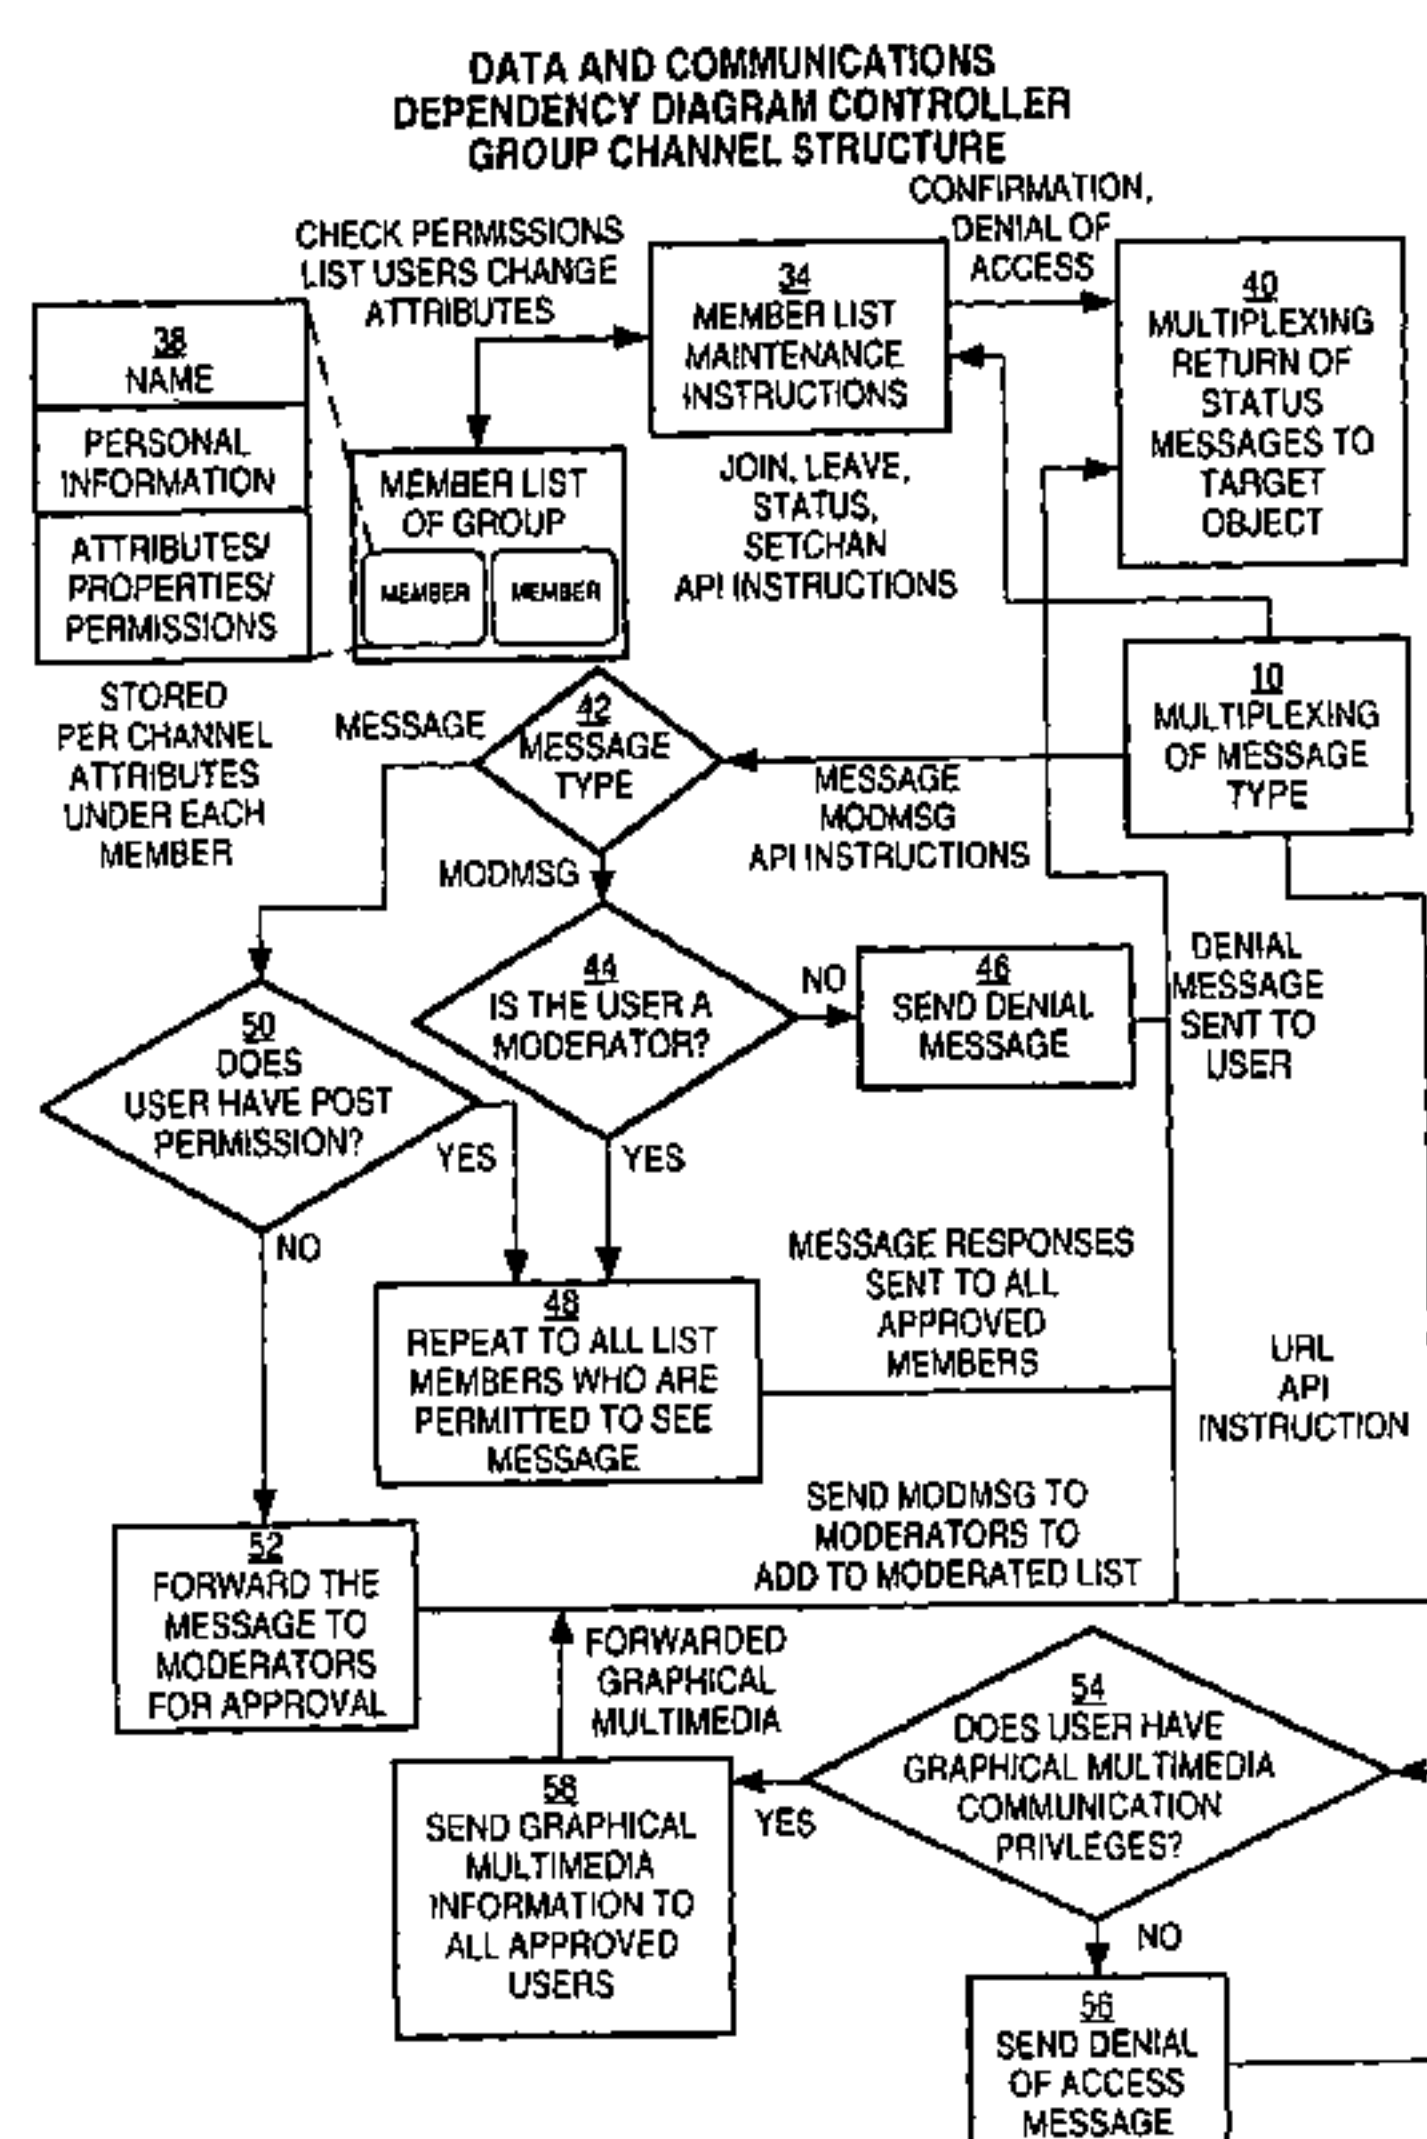 DATA AND COMMUNICATIONS
DEPENDENCY DIAGRAM CONTROLLER
GROUP CHANNEL STRUCTURE
CONFIRMATION,
DENIAL OF
ACCESS
CHECK PERMISSIONS
LIST USERS CHANGE
ATTRIBUTES
34
MEMBER LIST
MAINTENANCE
INSTRUCTIONS
40
MULTIPLEXING
RETURN OF
STATUS
MESSAGES TO
TARGET
OBJECT
38
NAME
PERSONAL
INFORMATION
ATTRIBUTES/
PROPERTIES/
PERMISSIONS
MEMBER LIST
OF GROUP
MEMBER
MEMBER
JOIN, LEAVE,
STATUS,
SETCHAN
API INSTRUCTIONS
STORED
PER CHANNEL
ATTRIBUTES
UNDER EACH
MEMBER
MESSAGE
42
MESSAGE
TYPE
10
MULTIPLEXING
OF MESSAGE
TYPE
MESSAGE
MODMSG
API INSTRUCTIONS
MODMSG
44
IS THE USER A
MODERATOR?
NO
46
SEND DENIAL
MESSAGE
DENIAL
MESSAGE
SENT TO
USER
50
DOES
USER HAVE POST
PERMISSION?
YES
YES
NO
48
REPEAT TO ALL LIST
MEMBERS WHO ARE
PERMITTED TO SEE
MESSAGE
MESSAGE RESPONSES
SENT TO ALL
APPROVED
MEMBERS
URL
API
INSTRUCTION
SEND MODMSG TO
MODERATORS TO
ADD TO MODERATED LIST
52
FORWARD THE
MESSAGE TO
MODERATORS
FOR APPROVAL
FORWARDED
GRAPHICAL
MULTIMEDIA
54
DOES USER HAVE
GRAPHICAL MULTIMEDIA
COMMUNICATION
PRIVLEGES?
YES
58
SEND GRAPHICAL
MULTIMEDIA
INFORMATION TO
ALL APPROVED
USERS
NO
56
SEND DENIAL
OF ACCESS
MESSAGE